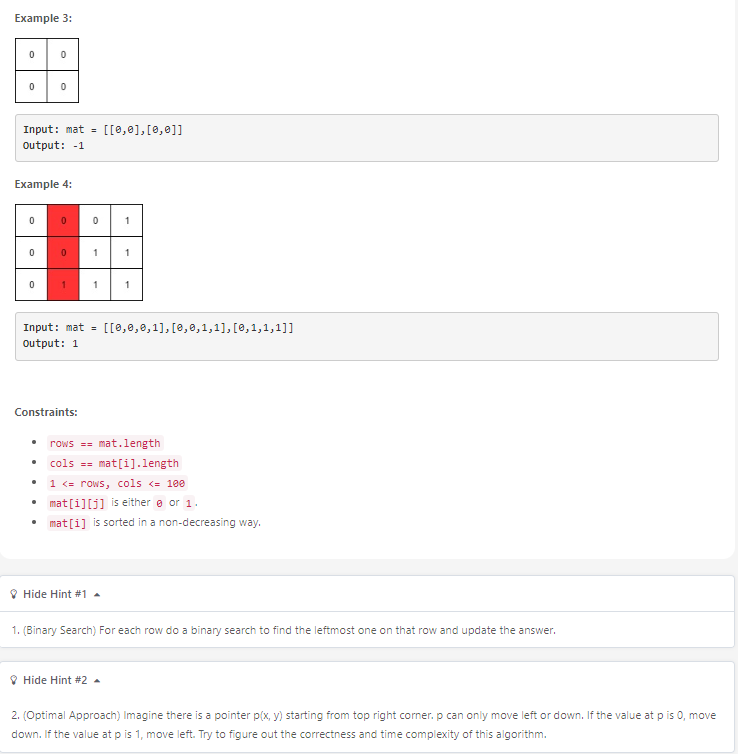 Example 3:
0 0
0 0
Input: mat = [[0,0],[0,0]]
Output: -1
Example 4:
0 0 0 1
0 0 1 1
0 1 1 1
Input: mat = [[0,0,0,1],[0,0,1,1],[0,1,1,1]]
Output: 1
Constraints:
• rows == mat.length
• cols == mat[i].length
• 1 <= rows, cols <= 100
• mat[i][j] is either 0 or 1.
• mat[i] is sorted in a non-decreasing way.
Hide Hint #1
1. (Binary Search) For each row do a binary search to find the leftmost one on that row and update the answer.
Hide Hint #2
2. (Optimal Approach) Imagine there is a pointer p(x, y) starting from top right corner. p can only move left or down. If the value at p is 0, move
down. If the value at p is 1, move left. Try to figure out the correctness and time complexity of this algorithm.